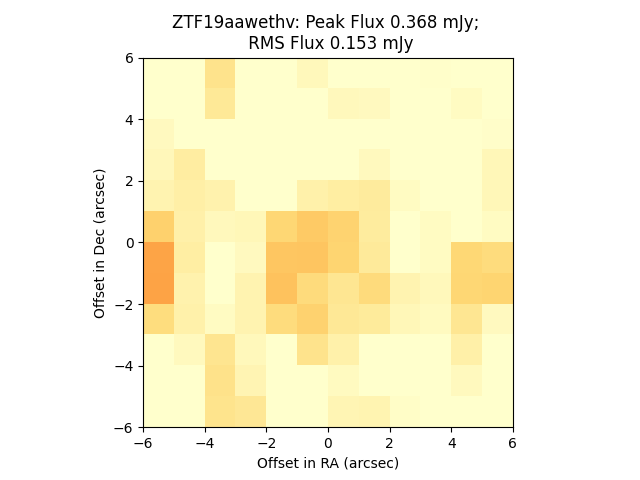 ZTF19aawethv: Peak Flux 0.368 mJy;
RMS Flux 0.153 mJy
6
4
2
0
−2
−4
−6
Offset in Dec (arcsec)
−6 −4 −2 0 2 4 6
Offset in RA (arcsec)